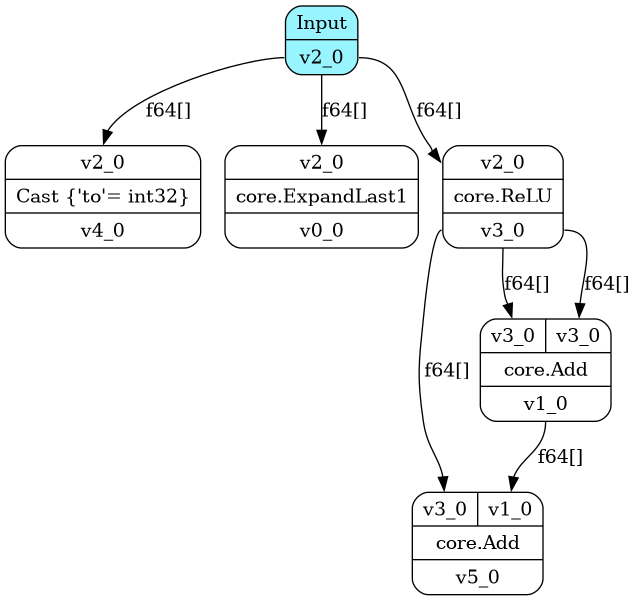 Input
v2_0
f64[] f64[] f64[]
v2_0 v2_0 v2_0
Cast {'to'= int32} core.ExpandLast1 core.ReLU
v4_0 v0_0 v3_0
f64[] f64[]
v3_0 v3_0
f64[] core.Add
v1_0
f64[]
v3_0 v1_0
core.Add
v5_0